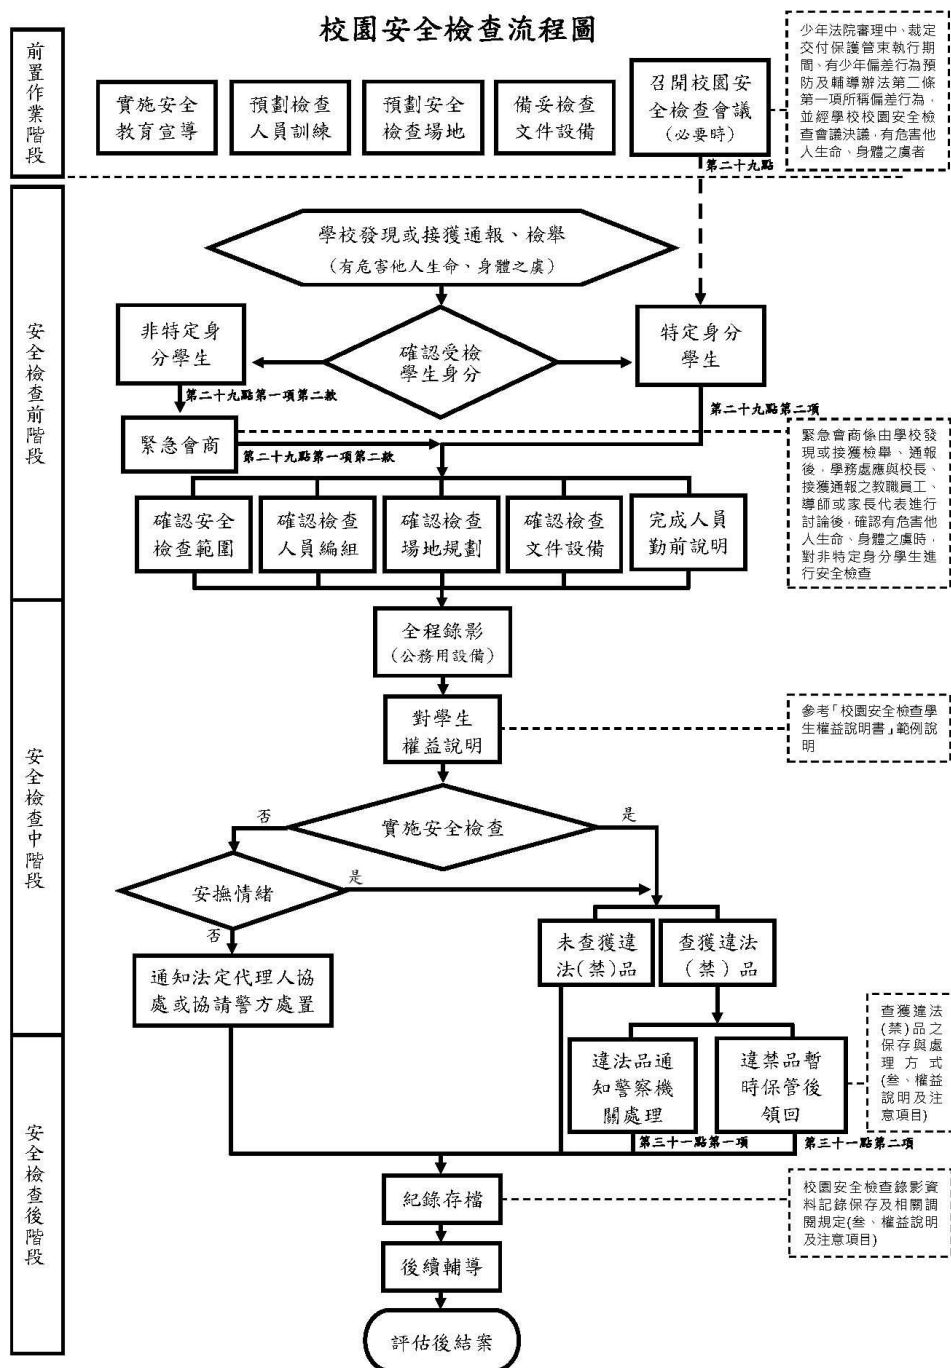 校園安全檢查流程圖
前置作業階段
實施安全
教育宣導
預劃檢查
人員訓練
預劃安全
檢查場地
備妥檢查
文件設備
召開校園安
全檢查會議
(必要時)
第二十九點
少年法院審理中、裁定
交付保護管束執行期
間、有少年偏差行為預
防及輔導辦法第二條
第一項所稱偏差行為,
並經學校校園安全檢
查會議決議,有危害他
人生命、身體之虞者
安全檢查前階段
學校發現或接獲通報、檢舉
(有危害他人生命、身體之虞)
非特定身
分學生
確認受檢
學生身分
特定身分
學生
第二十九點第一項第二款
第二十九點第二項
緊急會商
第二十九點第一項第二款
緊急會商係由學校發
現或接獲檢舉、通報
後,學務處應與校長、
接獲通報之教職員工、
導師或家長代表進行
討論後,確認有危害他
人生命、身體之虞時,
對非特定身分學生進
行安全檢查
確認安全
檢查範圍
確認檢查
人員編組
確認檢查
場地規劃
確認檢查
文件設備
完成人員
勤前說明
安全檢查中階段
全程錄影
(公務用設備)
對學生
權益說明
參考「校園安全檢查學
生權益說明書」範例說
明
實施安全檢查
否
是
安撫情緒
是
否
通知法定代理人協
處或協請警方處置
未查獲違
法(禁)品
查獲違法
(禁)品
安全檢查後階段
違法品通
知警察機
關處理
違禁品暫
時保管後
領回
查獲違法
(禁)品之
保存與處
理方式
(叁、權益
說明及注
意項目)
第三十一點第一項
第三十一點第二項
紀錄存檔
校園安全檢查錄影資
料記錄保存及相關調
閱規定(叁、權益說明
及注意項目)
後續輔導
評估後結案